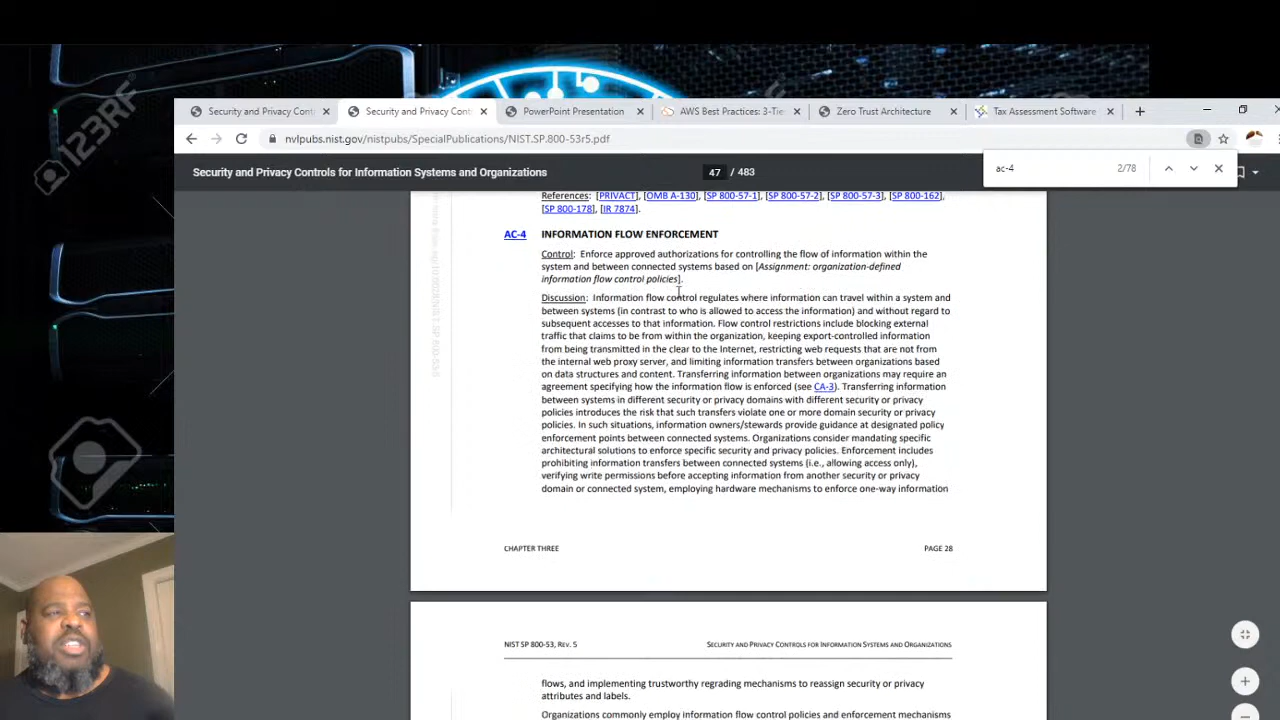 Security and Privacy Cont
Security and Privacy Cont
PowerPoint Presentation
AWS Best Practices: 3-Tie
Zero Trust Architecture
Tax Assessment Software
nvlpubs.nist.gov/nistpubs/SpecialPublications/NIST.SP.800-53r5.pdf
ac-4 2/78
Security and Privacy Controls for Information Systems and Organizations 47 / 483
References: [PRIVACT], [OMB A-130], [SP 800-57-1], [SP 800-57-2], [SP 800-57-3], [SP 800-162],
[SP 800-178], [IR 7874].
AC-4 INFORMATION FLOW ENFORCEMENT
Control: Enforce approved authorizations for controlling the flow of information within the
system and between connected systems based on [Assignment: organization-defined
information flow control policies].
Discussion: Information flow control regulates where information can travel within a system and
between systems (in contrast to who is allowed to access the information) and without regard to
subsequent accesses to that information. Flow control restrictions include blocking external
traffic that claims to be from within the organization, keeping export-controlled information
from being transmitted in the clear to the Internet, restricting web requests that are not from
the internal web proxy server, and limiting information transfers between organizations based
on data structures and content. Transferring information between organizations may require an
agreement specifying how the information flow is enforced (see CA-3). Transferring information
between systems in different security or privacy domains with different security or privacy
policies introduces the risk that such transfers violate one or more domain security or privacy
policies. In such situations, information owners/stewards provide guidance at designated policy
enforcement points between connected systems. Organizations consider mandating specific
architectural solutions to enforce specific security and privacy policies. Enforcement includes
prohibiting information transfers between connected systems (i.e., allowing access only),
verifying write permissions before accepting information from another security or privacy
domain or connected system, employing hardware mechanisms to enforce one-way information
CHAPTER THREE PAGE 28
NIST SP 800-53, REV. 5 SECURITY AND PRIVACY CONTROLS FOR INFORMATION SYSTEMS AND ORGANIZATIONS
flows, and implementing trustworthy regrading mechanisms to reassign security or privacy
attributes and labels.
Organizations commonly employ information flow control policies and enforcement mechanisms
123RF